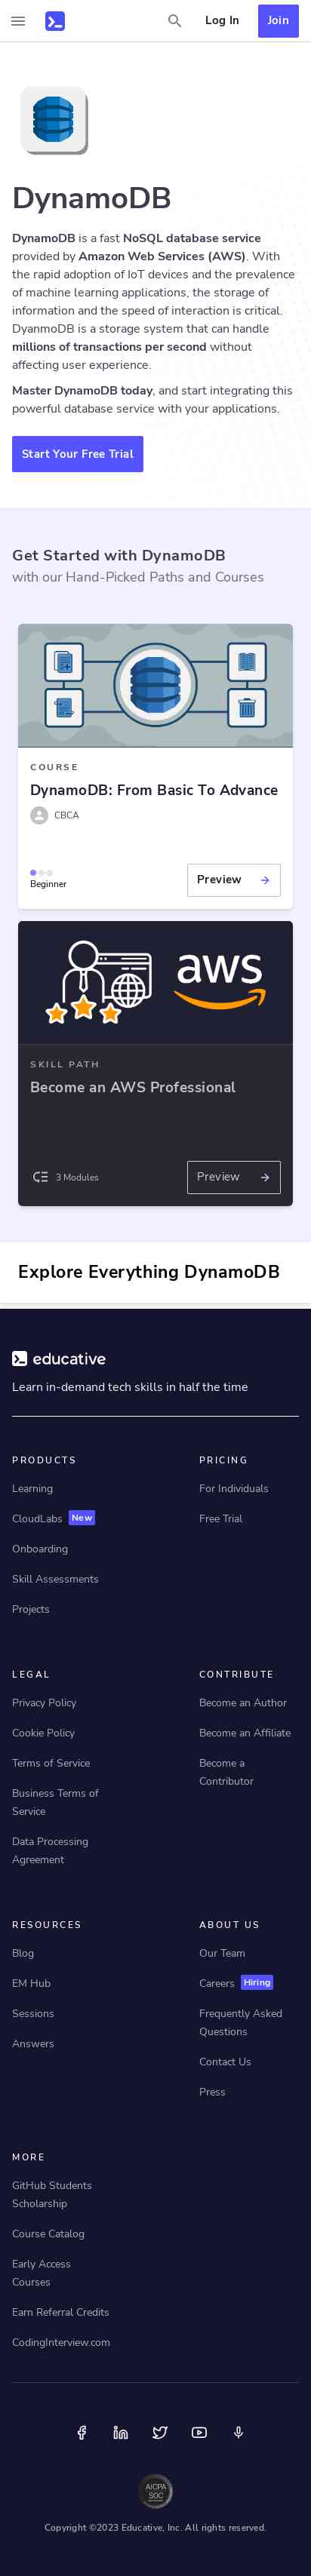 Log In
Join
DynamoDB
DynamoDB is a fast NoSQL database service
provided by Amazon Web Services (AWS). With
the rapid adoption of IoT devices and the prevalence
of machine learning applications, the storage of
information and the speed of interaction is critical.
DyanmoDB is a storage system that can handle
millions of transactions per second without
affecting user experience.
Master DynamoDB today, and start integrating this
powerful database service with your applications.
Start Your Free Trial
Get Started with DynamoDB
with our Hand-Picked Paths and Courses
COURSE
DynamoDB: From Basic To Advance
CBCA
Beginner
Preview
aws
SKILL PATH
Become an AWS Professional
3 Modules
Preview
Explore Everything DynamoDB
educative
Learn in-demand tech skills in half the time
PRODUCTS
Learning
CloudLabs New
Onboarding
Skill Assessments
Projects
PRICING
For Individuals
Free Trial
LEGAL
Privacy Policy
Cookie Policy
Terms of Service
Business Terms of
Service
Data Processing
Agreement
CONTRIBUTE
Become an Author
Become an Affiliate
Become a
Contributor
RESOURCES
Blog
EM Hub
Sessions
Answers
ABOUT US
Our Team
Careers Hiring
Frequently Asked
Questions
Contact Us
Press
MORE
GitHub Students
Scholarship
Course Catalog
Early Access
Courses
Earn Referral Credits
CodingInterview.com
AICPA
SOC
Copyright ©2023 Educative, Inc. All rights reserved.